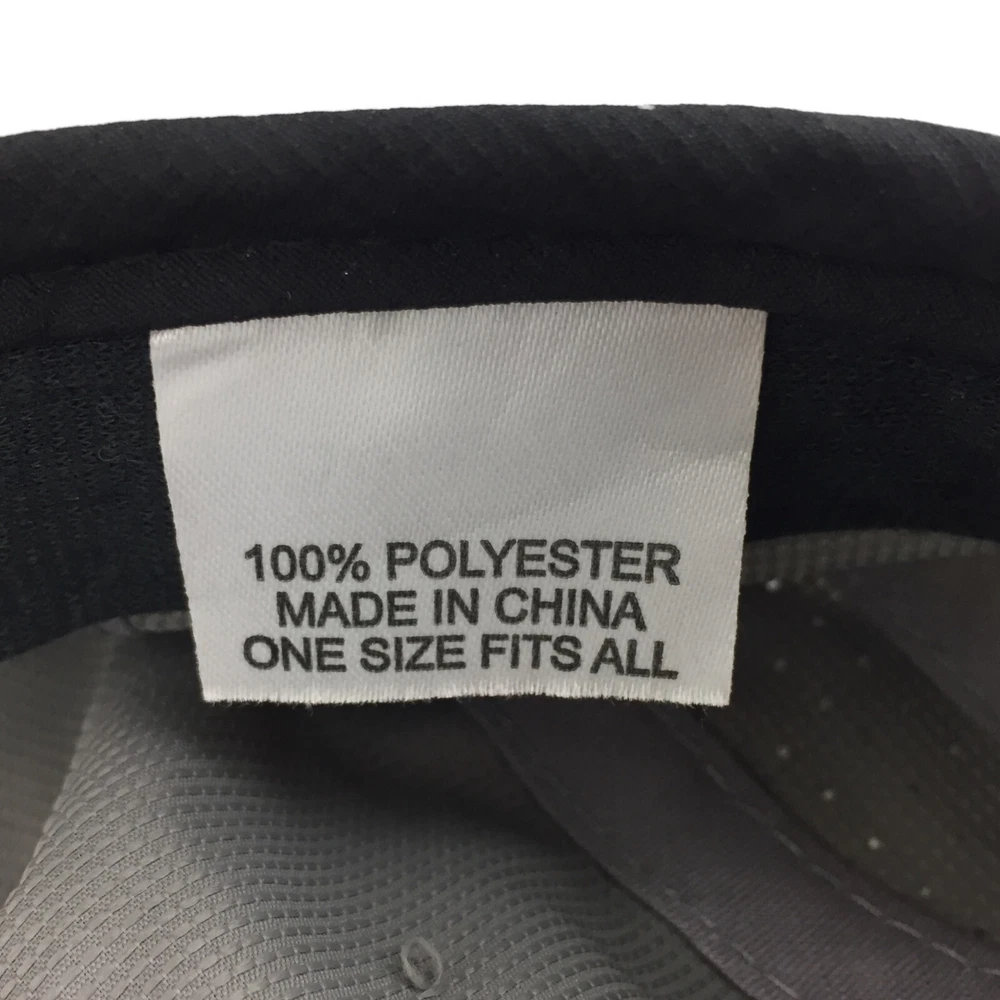 100% POLYESTER
MADE IN CHINA
ONE SIZE FITS ALL